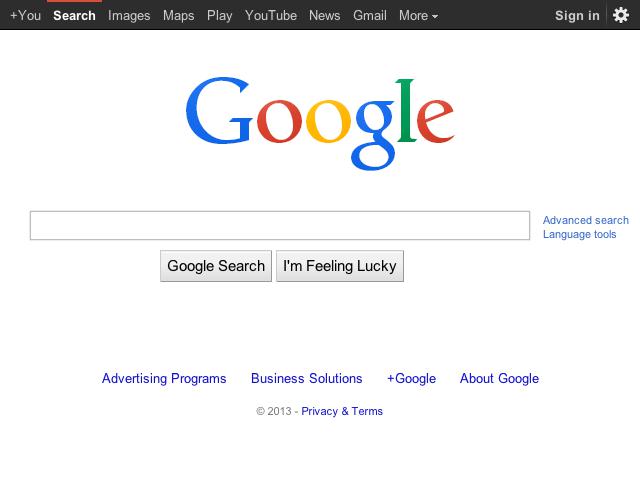 +You Search Images Maps Play YouTube News Gmail More Sign in
Google
Advanced search
Language tools
Google Search I'm Feeling Lucky
Advertising Programs Business Solutions +Google About Google
© 2013 - Privacy & Terms